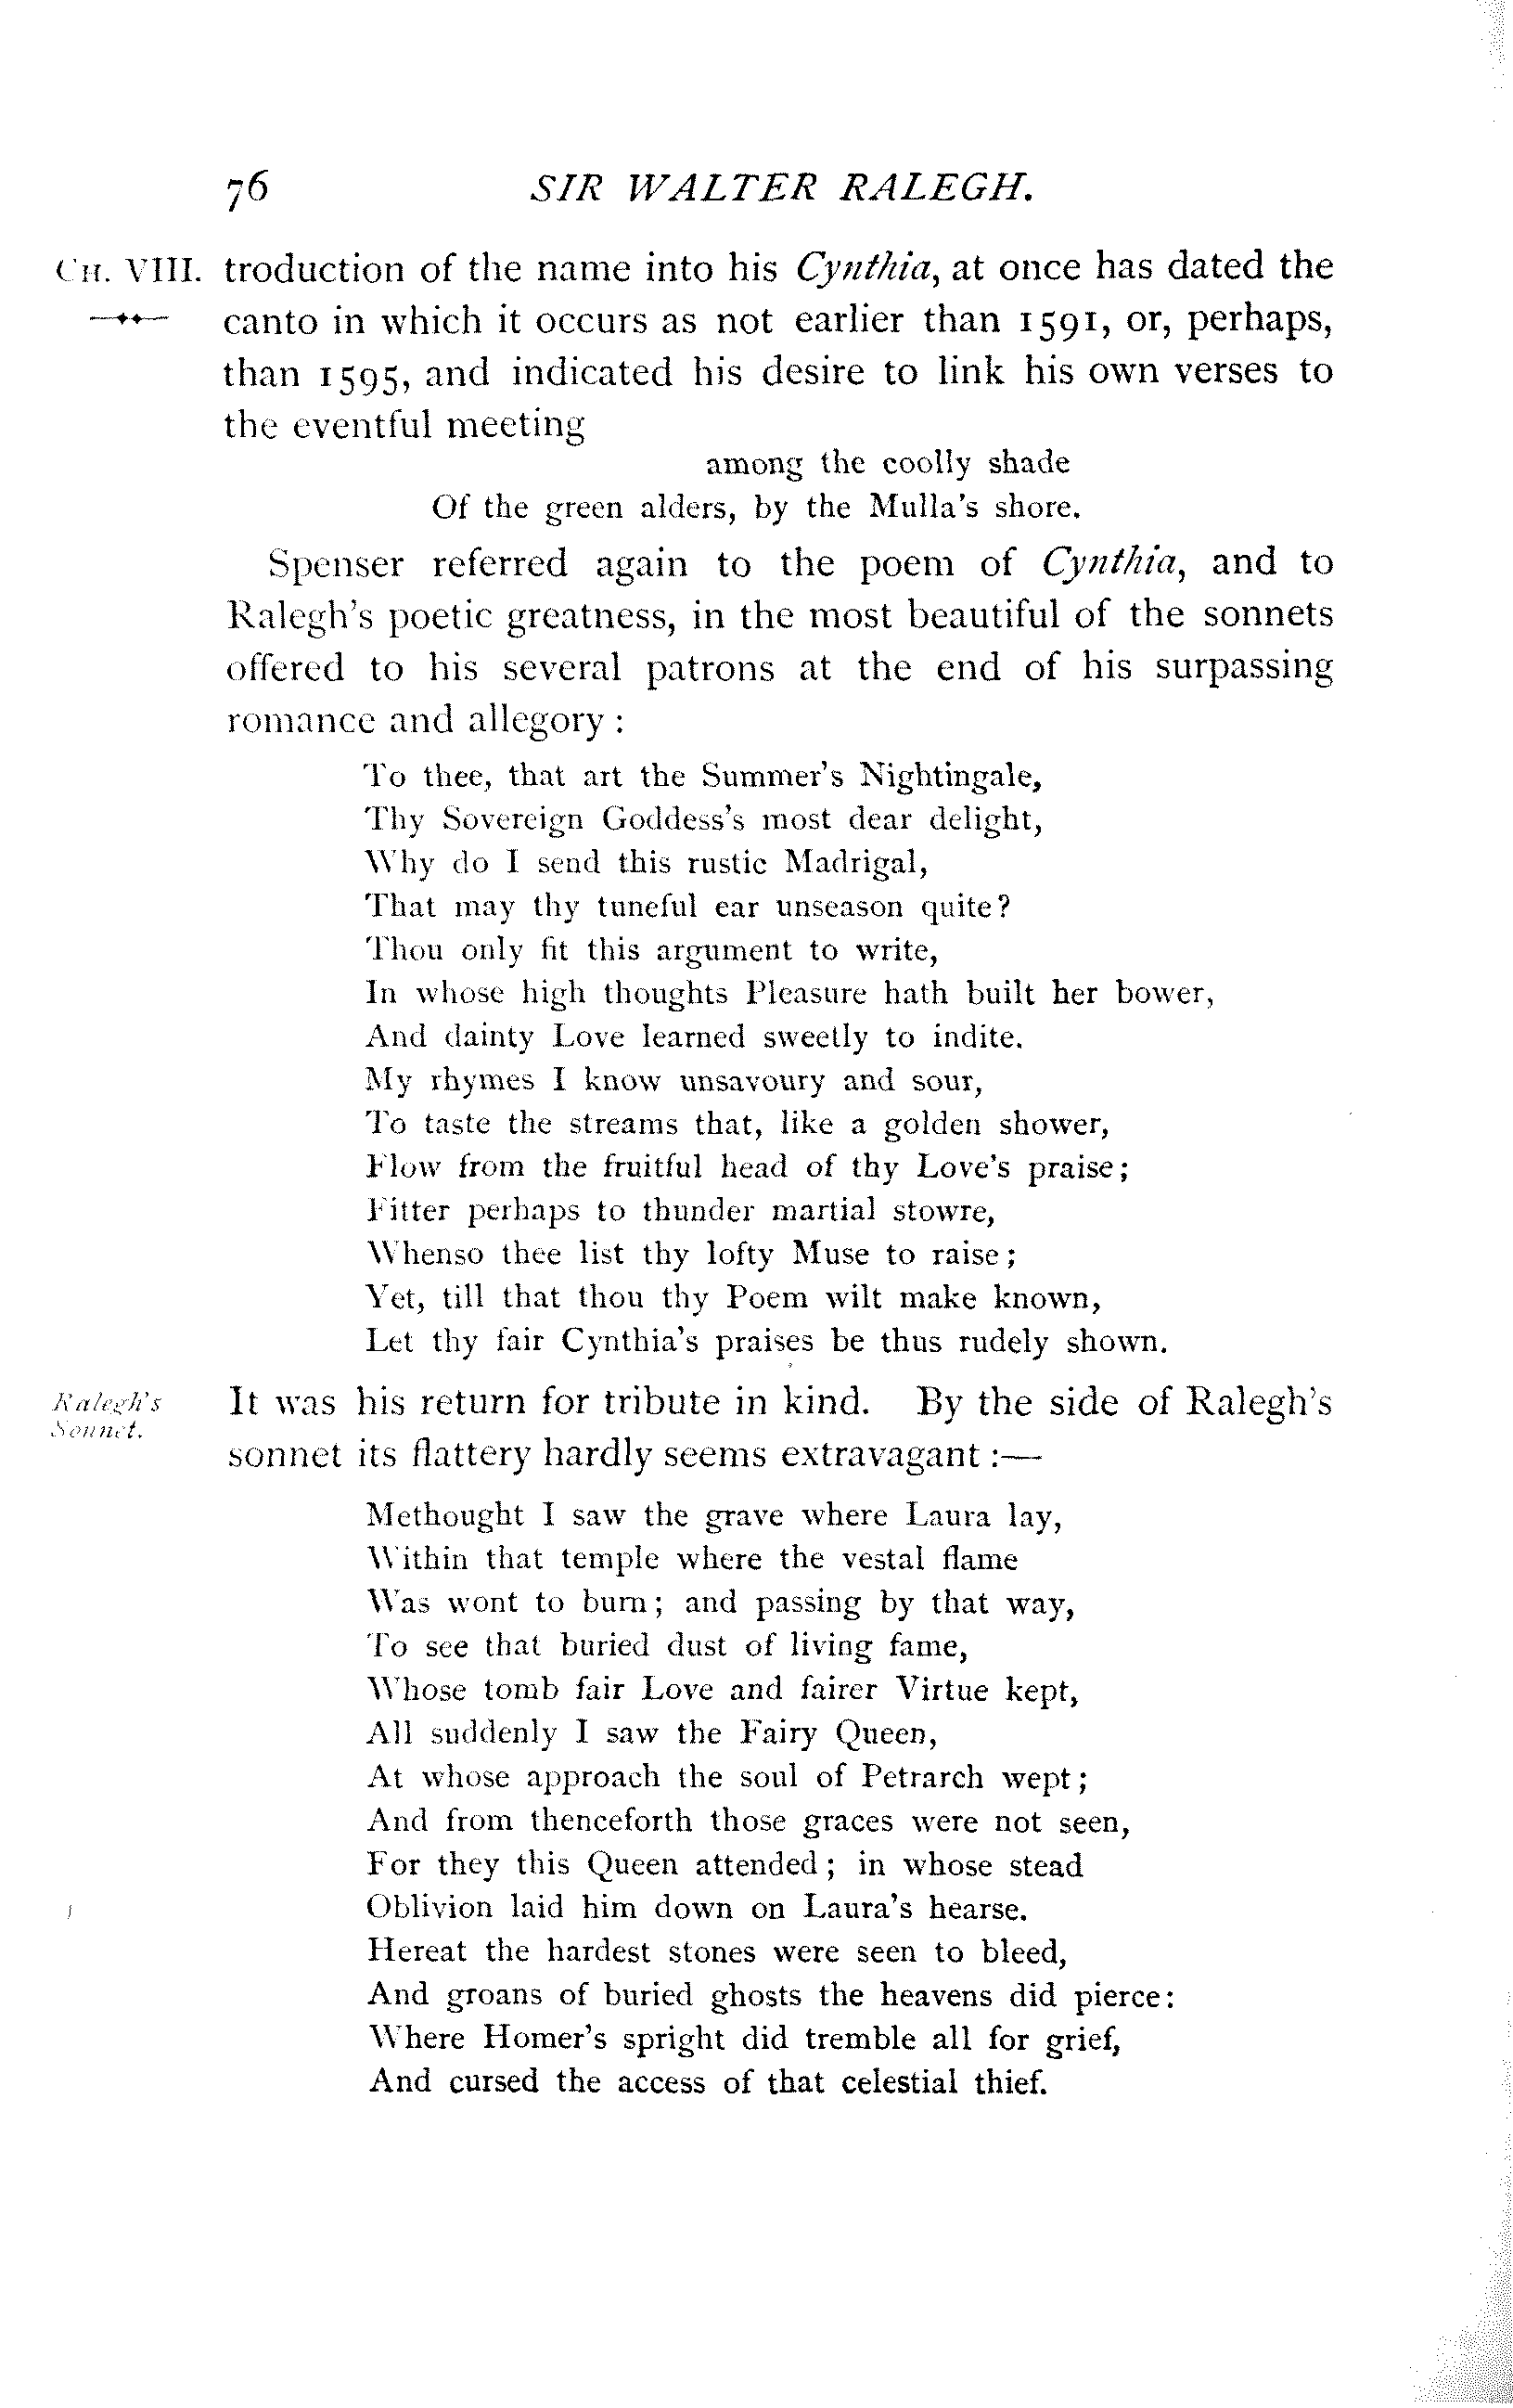 76 SIR WALTER RALEGH.
CH. VIII. troduction of the name into his Cynthia, at once has dated the
canto in which it occurs as not earlier than 1591, or, perhaps,
than 1595, and indicated his desire to link his own verses to
the eventful meeting
among the coolly shade
Of the green alders, by the Mulla's shore.
Spenser referred again to the poem of Cynthia, and to
Ralegh's poetic greatness, in the most beautiful of the sonnets
offered to his several patrons at the end of his surpassing
romance and allegory :
To thee, that art the Summer's Nightingale,
Thy Sovereign Goddess's most dear delight,
Why do I send this rustic Madrigal,
That may thy tuneful ear unseason quite?
Thou only fit this argument to write,
In whose high thoughts Pleasure hath built her bower,
And dainty Love learned sweetly to indite.
My rhymes I know unsavoury and sour,
To taste the streams that, like a golden shower,
Flow from the fruitful head of thy Love's praise;
Fitter perhaps to thunder martial stowre,
Whenso thee list thy lofty Muse to raise;
Yet, till that thou thy Poem wilt make known,
Let thy fair Cynthia's praises be thus rudely shown.
Ralegh's
Sonnet.
It was his return for tribute in kind. By the side of Ralegh's
sonnet its flattery hardly seems extravagant :—
Methought I saw the grave where Laura lay,
Within that temple where the vestal flame
Was wont to burn; and passing by that way,
To see that buried dust of living fame,
Whose tomb fair Love and fairer Virtue kept,
All suddenly I saw the Fairy Queen,
At whose approach the soul of Petrarch wept;
And from thenceforth those graces were not seen,
For they this Queen attended; in whose stead
Oblivion laid him down on Laura's hearse.
Hereat the hardest stones were seen to bleed,
And groans of buried ghosts the heavens did pierce:
Where Homer's spright did tremble all for grief,
And cursed the access of that celestial thief.